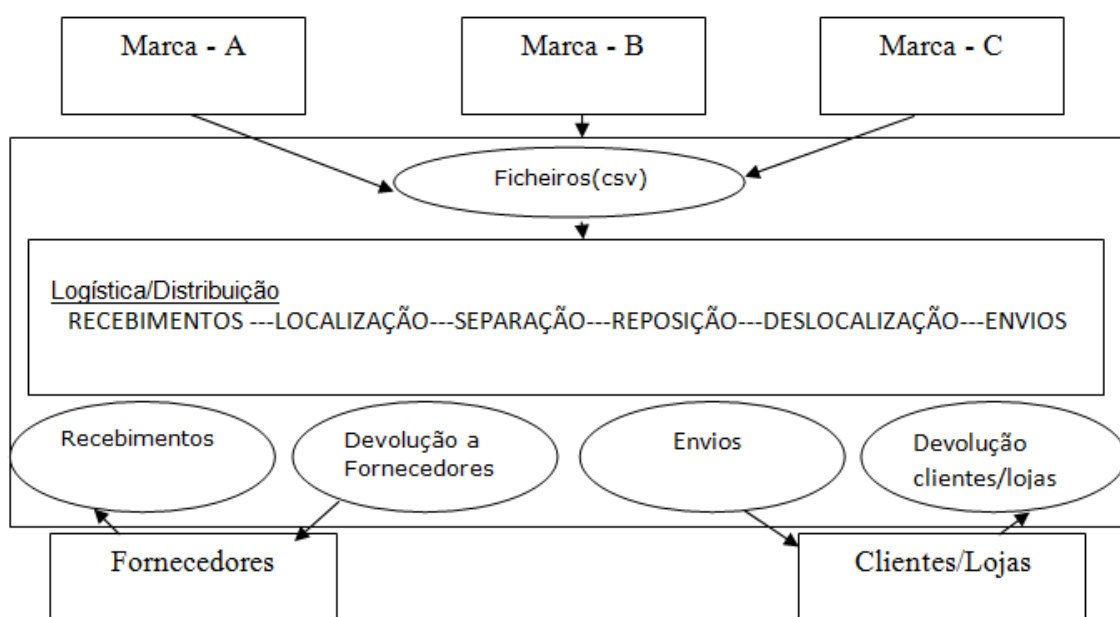 Marca - A
Marca - B
Marca - C
Ficheiros(csv)
Logística/Distribuição
RECEBIMENTOS ---LOCALIZAÇÃO---SEPARAÇÃO---REPOSIÇÃO---DESLOCALIZAÇÃO---ENVIOS
Recebimentos
Devolução a
Fornecedores
Envios
Devolução
clientes/lojas
Fornecedores
Clientes/Lojas